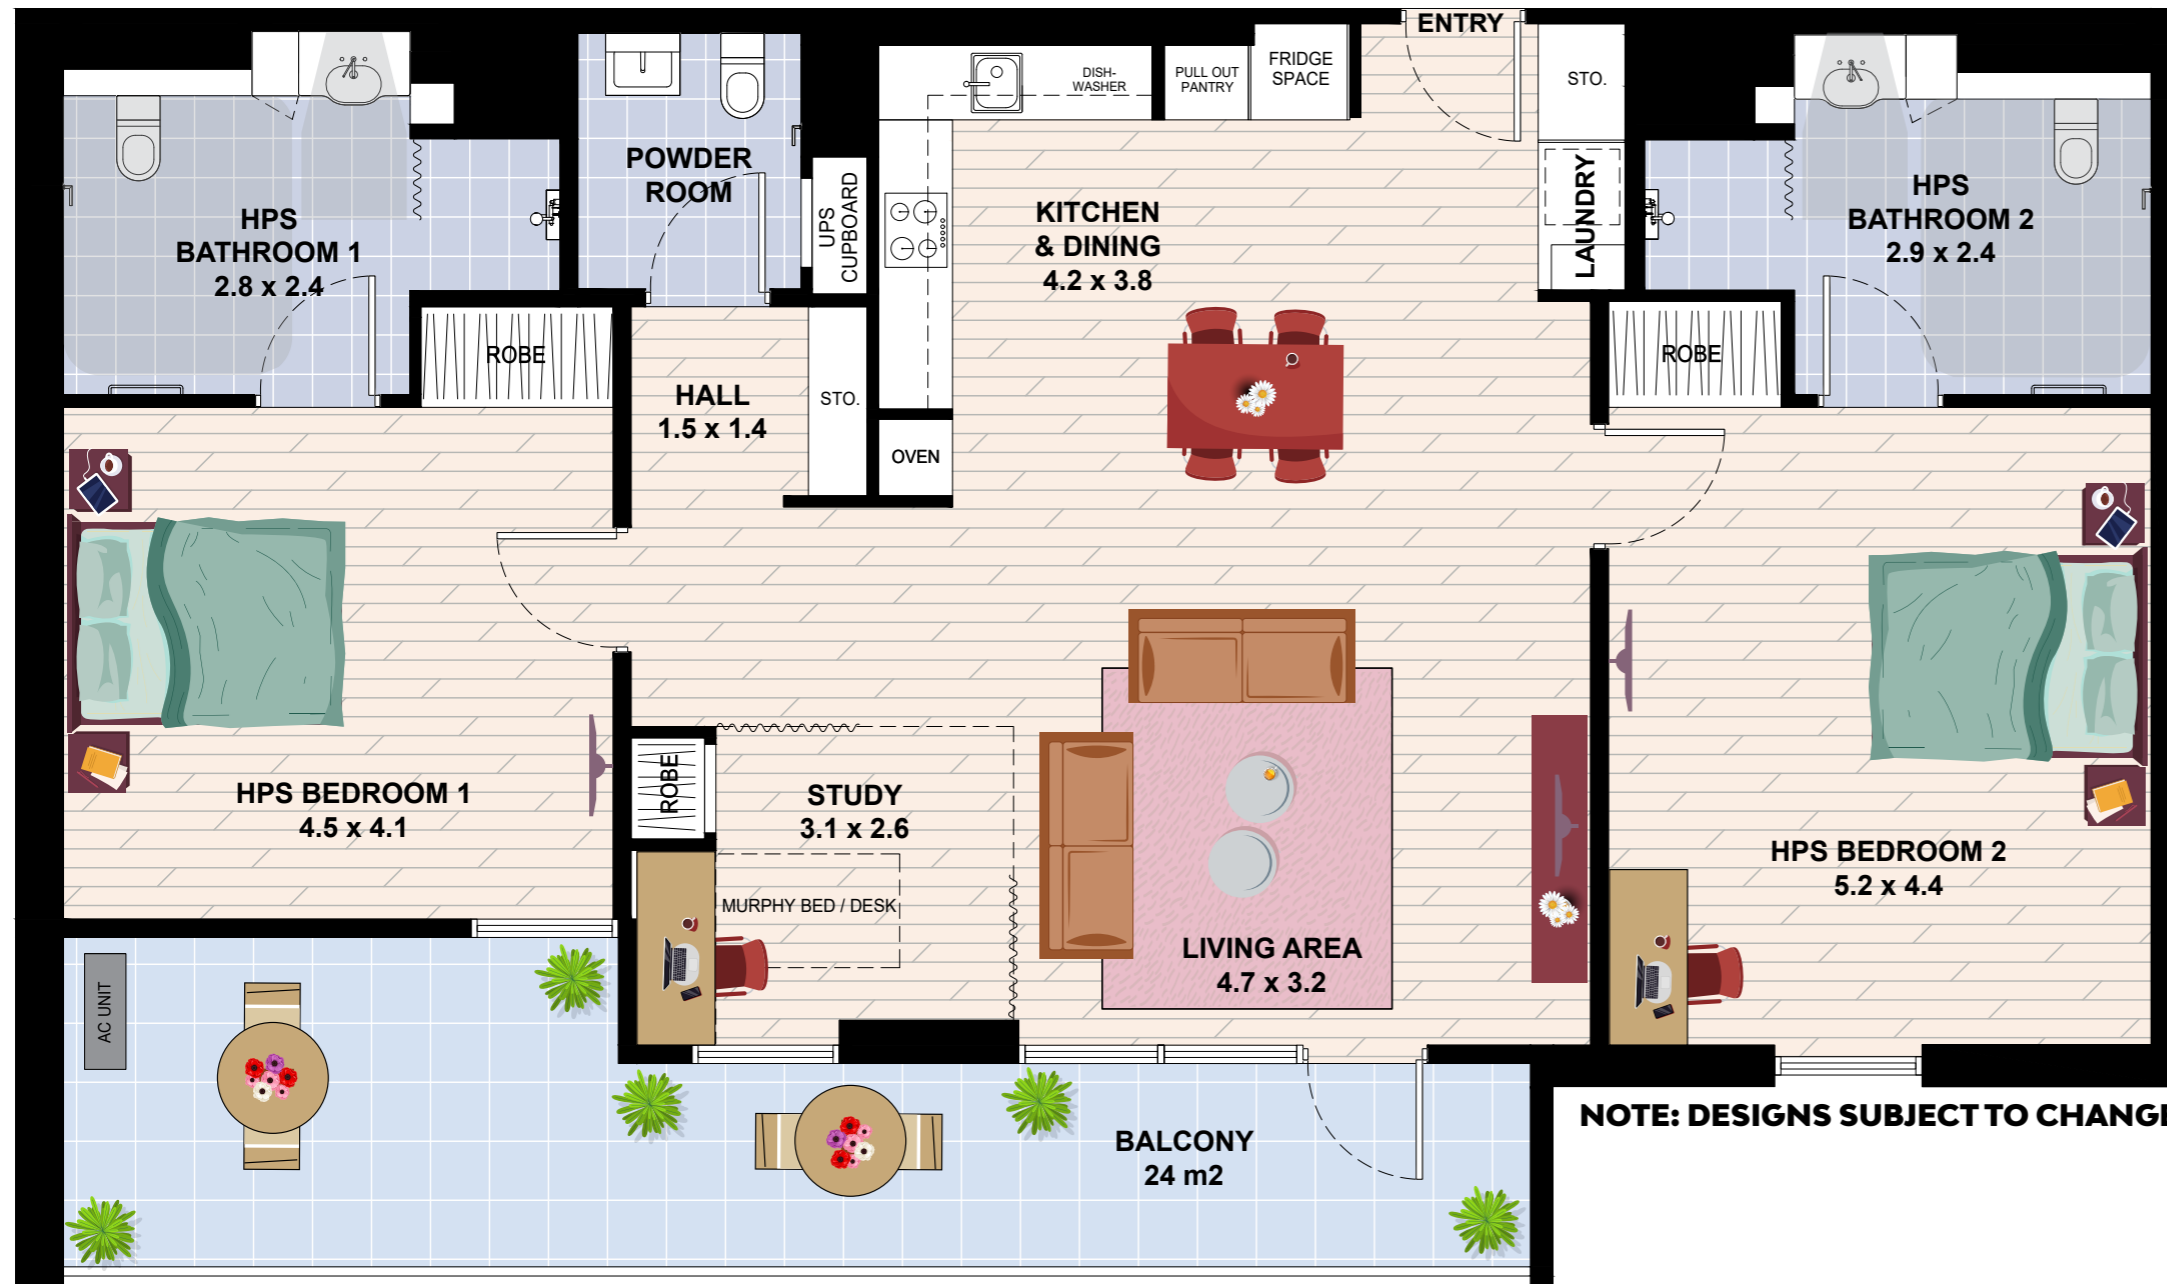 ENTRY
FRIDGE
SPACE
DISH-
WASHER
PULL OUT
PANTRY
STO.
POWDER
ROOM
UPS
CUPBOARD
LAUNDRY
HPS
BATHROOM 1
2.8 x 2.4
KITCHEN
& DINING
4.2 x 3.8
HPS
BATHROOM 2
2.9 x 2.4
ROBE
ROBE
HALL
1.5 x 1.4
STO.
OVEN
HPS BEDROOM 1
4.5 x 4.1
ROBE
STUDY
3.1 x 2.6
MURPHY BED / DESK
LIVING AREA
4.7 x 3.2
HPS BEDROOM 2
5.2 x 4.4
AC UNIT
BALCONY
24 m2
NOTE: DESIGNS SUBJECT TO CHANGE